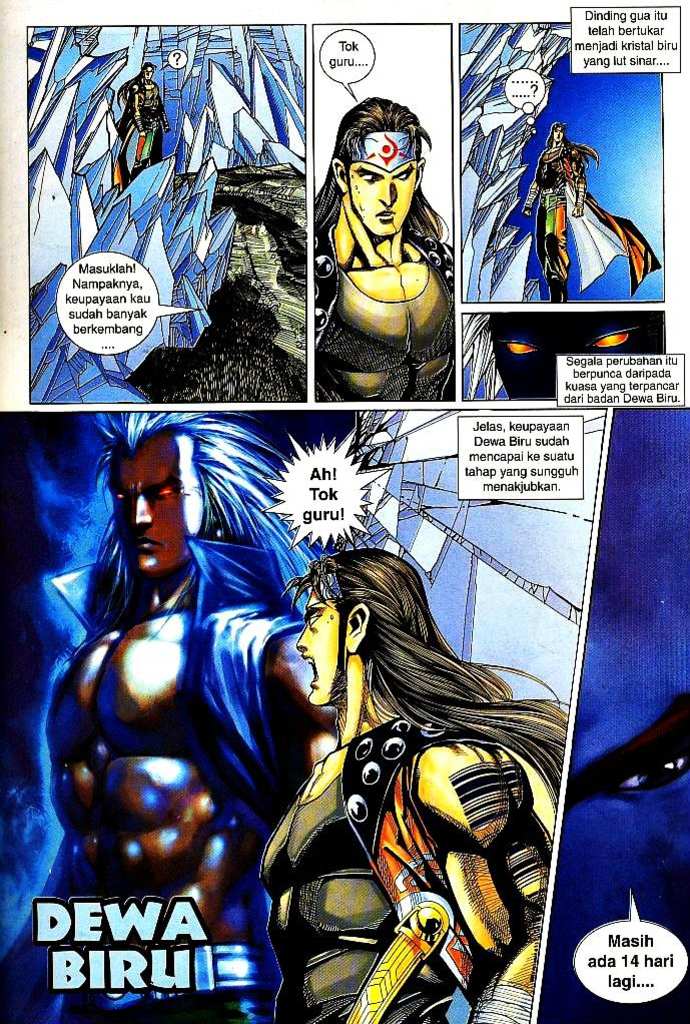 ?
Masuklah!
Nampaknya,
keupayaan kau
sudah banyak
berkembang
....
Tok
guru....
Dinding gua itu
telah bertukar
menjadi kristal biru
yang lut sinar....
.....
.....?
Segala perubahan itu
berpunca daripada
kuasa yang terpancar
dari badan Dewa Biru.
Ah!
Tok
guru!
Jelas, keupayaan
Dewa Biru sudah
mencapai ke suatu
tahap yang sungguh
menakjubkan.
DEWA
BIRU
Masih
ada 14 hari
lagi....